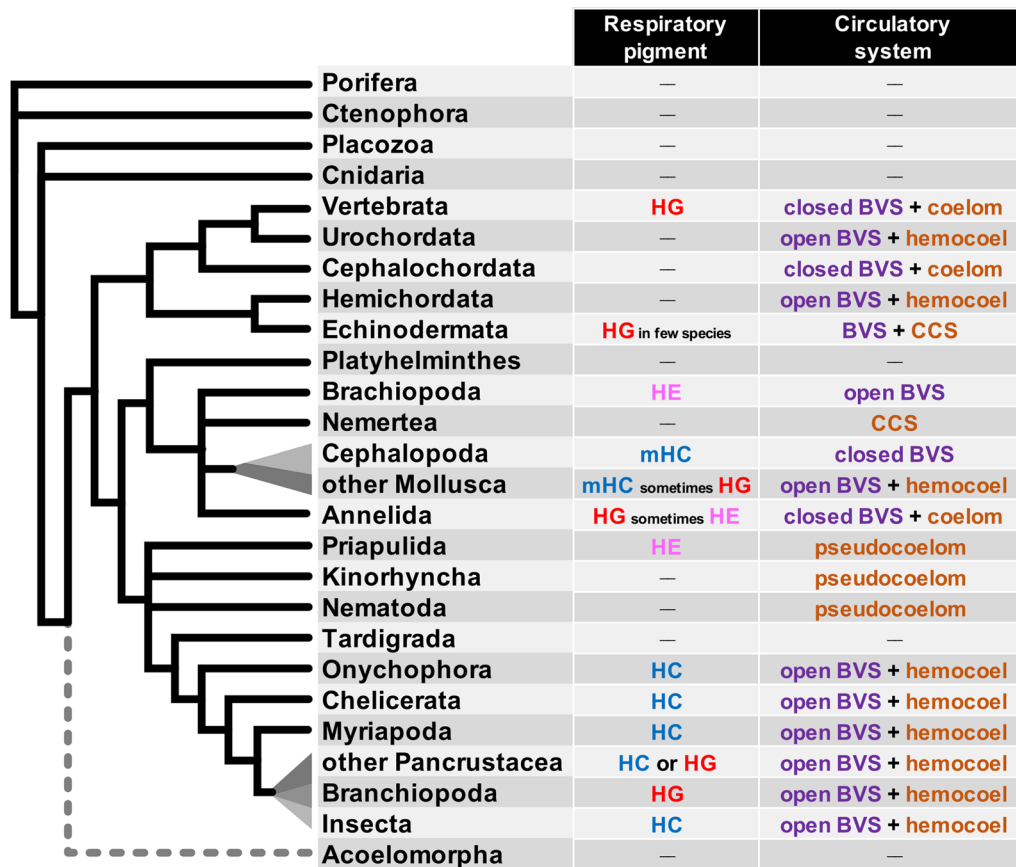 Respiratory pigment Circulatory system
Porifera — —
Ctenophora — —
Placozoa — —
Cnidaria — —
Vertebrata HG closed BVS + coelom
Urochordata — open BVS + hemocoel
Cephalochordata — closed BVS + coelom
Hemichordata — open BVS + hemocoel
Echinodermata HG in few species BVS + CCS
Platyhelminthes — —
Brachiopoda HE open BVS
Nemertea — CCS
Cephalopoda mHC closed BVS
other Mollusca mHC sometimes HG open BVS + hemocoel
Annelida HG sometimes HE closed BVS + coelom
Priapulida HE pseudocoelom
Kinorhyncha — pseudocoelom
Nematoda — pseudocoelom
Tardigrada — —
Onychophora HC open BVS + hemocoel
Chelicerata HC open BVS + hemocoel
Myriapoda HC open BVS + hemocoel
other Pancrustacea HC or HG open BVS + hemocoel
Branchiopoda HG open BVS + hemocoel
Insecta HC open BVS + hemocoel
Acoelomorpha — —